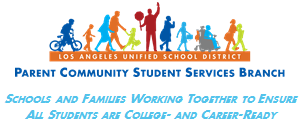 LOS ANGELES UNIFIED SCHOOL DISTRICT
PARENT COMMUNITY STUDENT SERVICES BRANCH
SCHOOLS AND FAMILIES WORKING TOGETHER TO ENSURE
ALL STUDENTS ARE COLLEGE- AND CAREER-READY